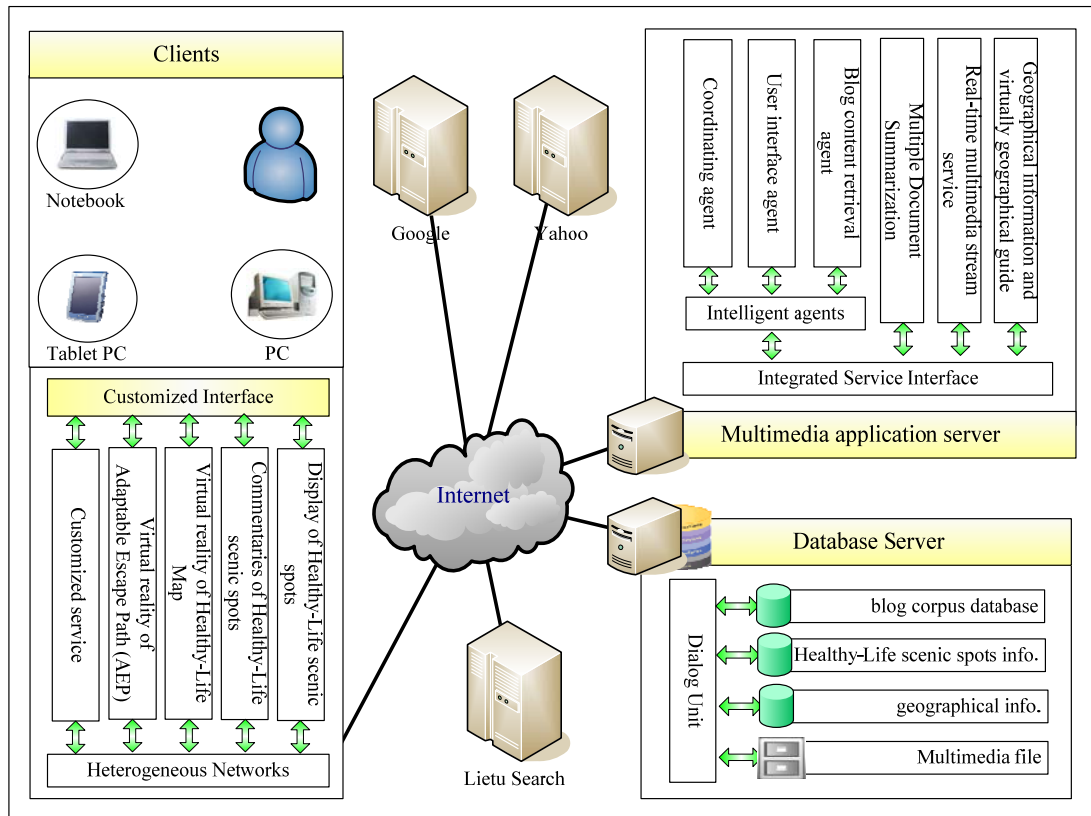 Clients
Notebook
Tablet PC
PC
Customized Interface
Customized service
Virtual reality of
Adaptable Escape Path (AEP)
Virtual reality of Healthy-Life
Map
Commentaries of Healthy-Life
scenic spots
Display of Healthy-Life scenic
spots
Heterogeneous Networks
Google
Yahoo
Internet
Lietu Search
Coordinating agent
User interface agent
Blog content retrieval
agent
Multiple Document
Summarization
Real-time multimedia stream
service
Geographical information and
virtually geographical guide
Intelligent agents
Integrated Service Interface
Multimedia application server
Database Server
Dialog Unit
blog corpus database
Healthy-Life scenic spots info.
geographical info.
Multimedia file